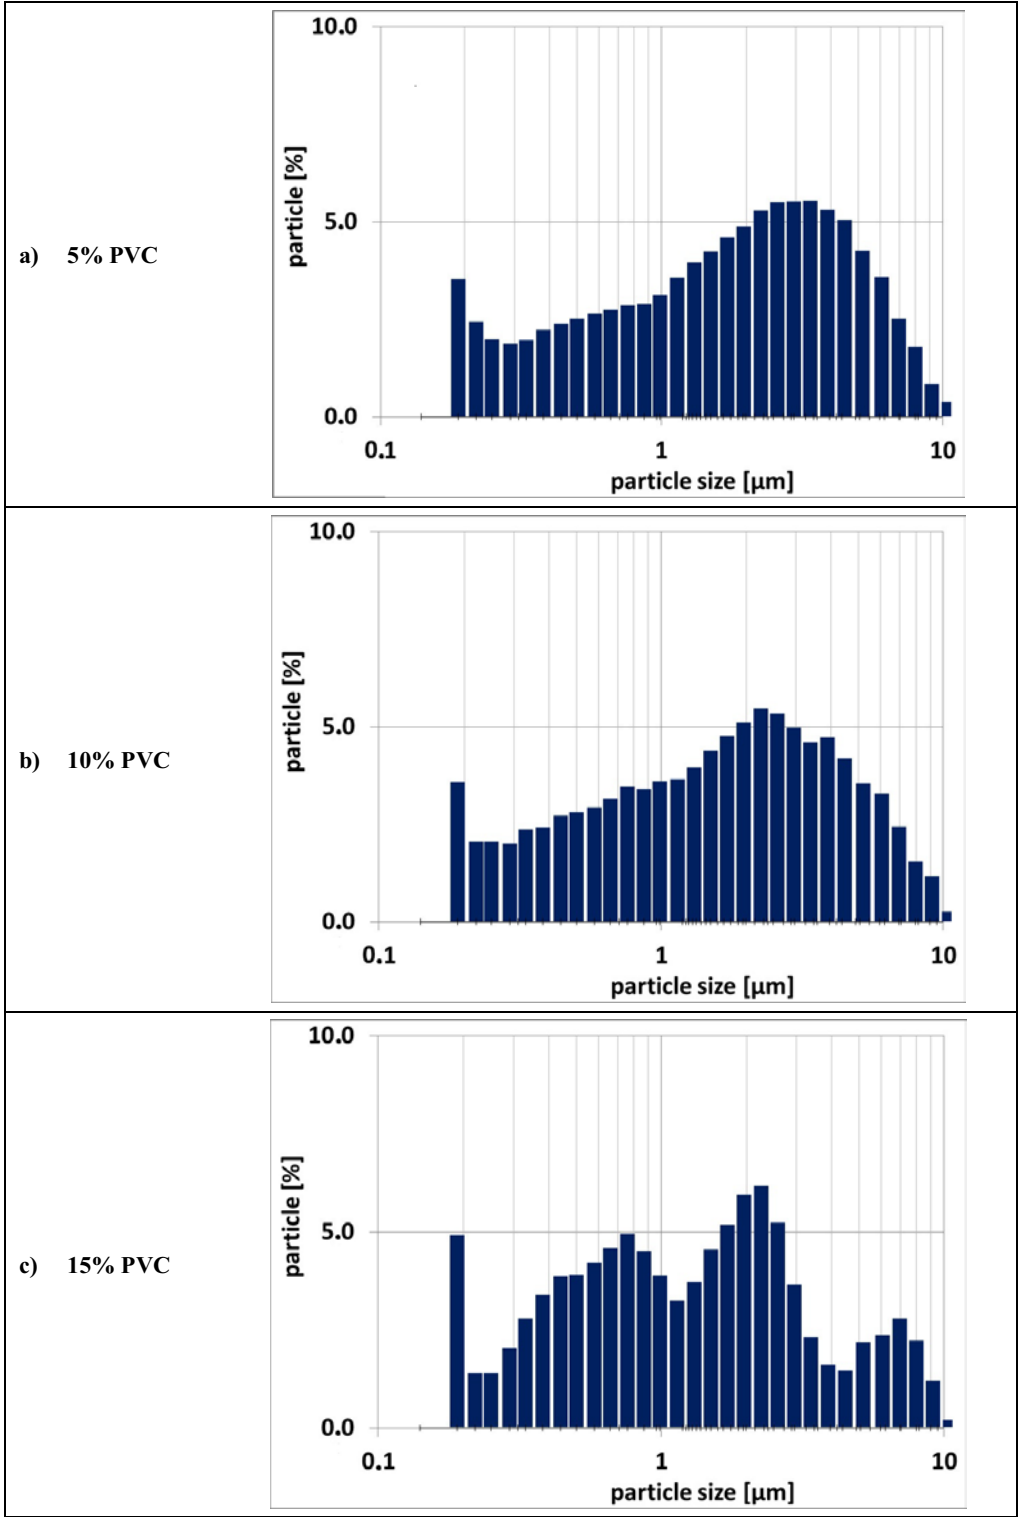 a) 5% PVC
10.0
5.0
0.0
particle [%]
0.1 1 10
particle size [µm]
b) 10% PVC
10.0
5.0
0.0
particle [%]
0.1 1 10
particle size [µm]
c) 15% PVC
10.0
5.0
0.0
particle [%]
0.1 1 10
particle size [µm]